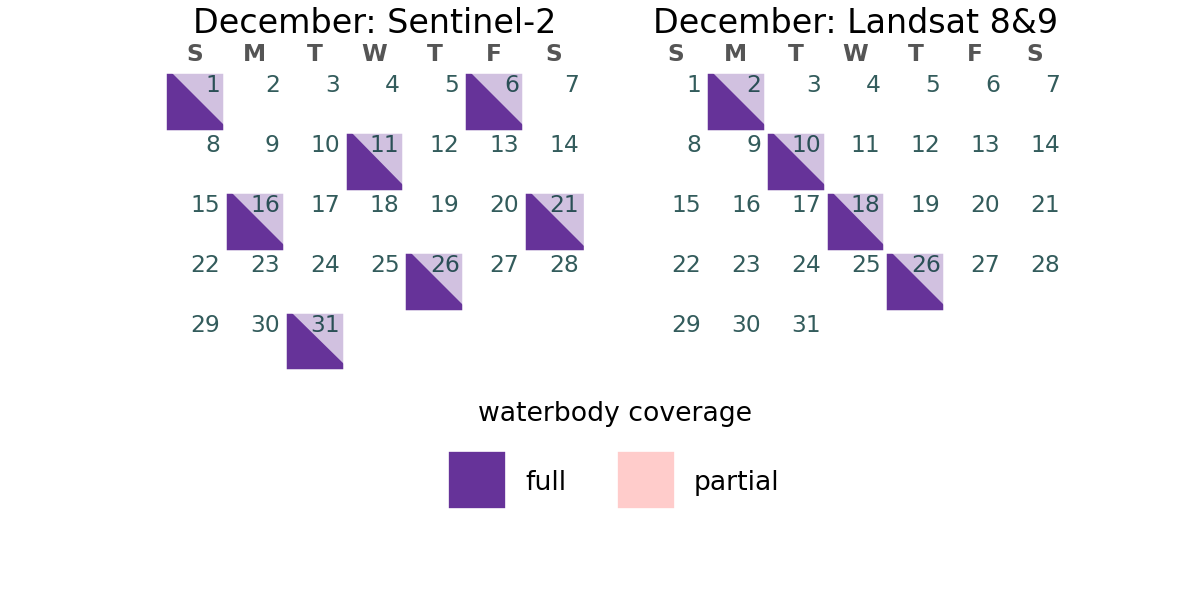 December: Sentinel-2
S M T W T F S
1 2 3 4 5 6 7
8 9 10 11 12 13 14
15 16 17 18 19 20 21
22 23 24 25 26 27 28
29 30 31
December: Landsat 8&9
S M T W T F S
1 2 3 4 5 6 7
8 9 10 11 12 13 14
15 16 17 18 19 20 21
22 23 24 25 26 27 28
29 30 31
waterbody coverage
full partial